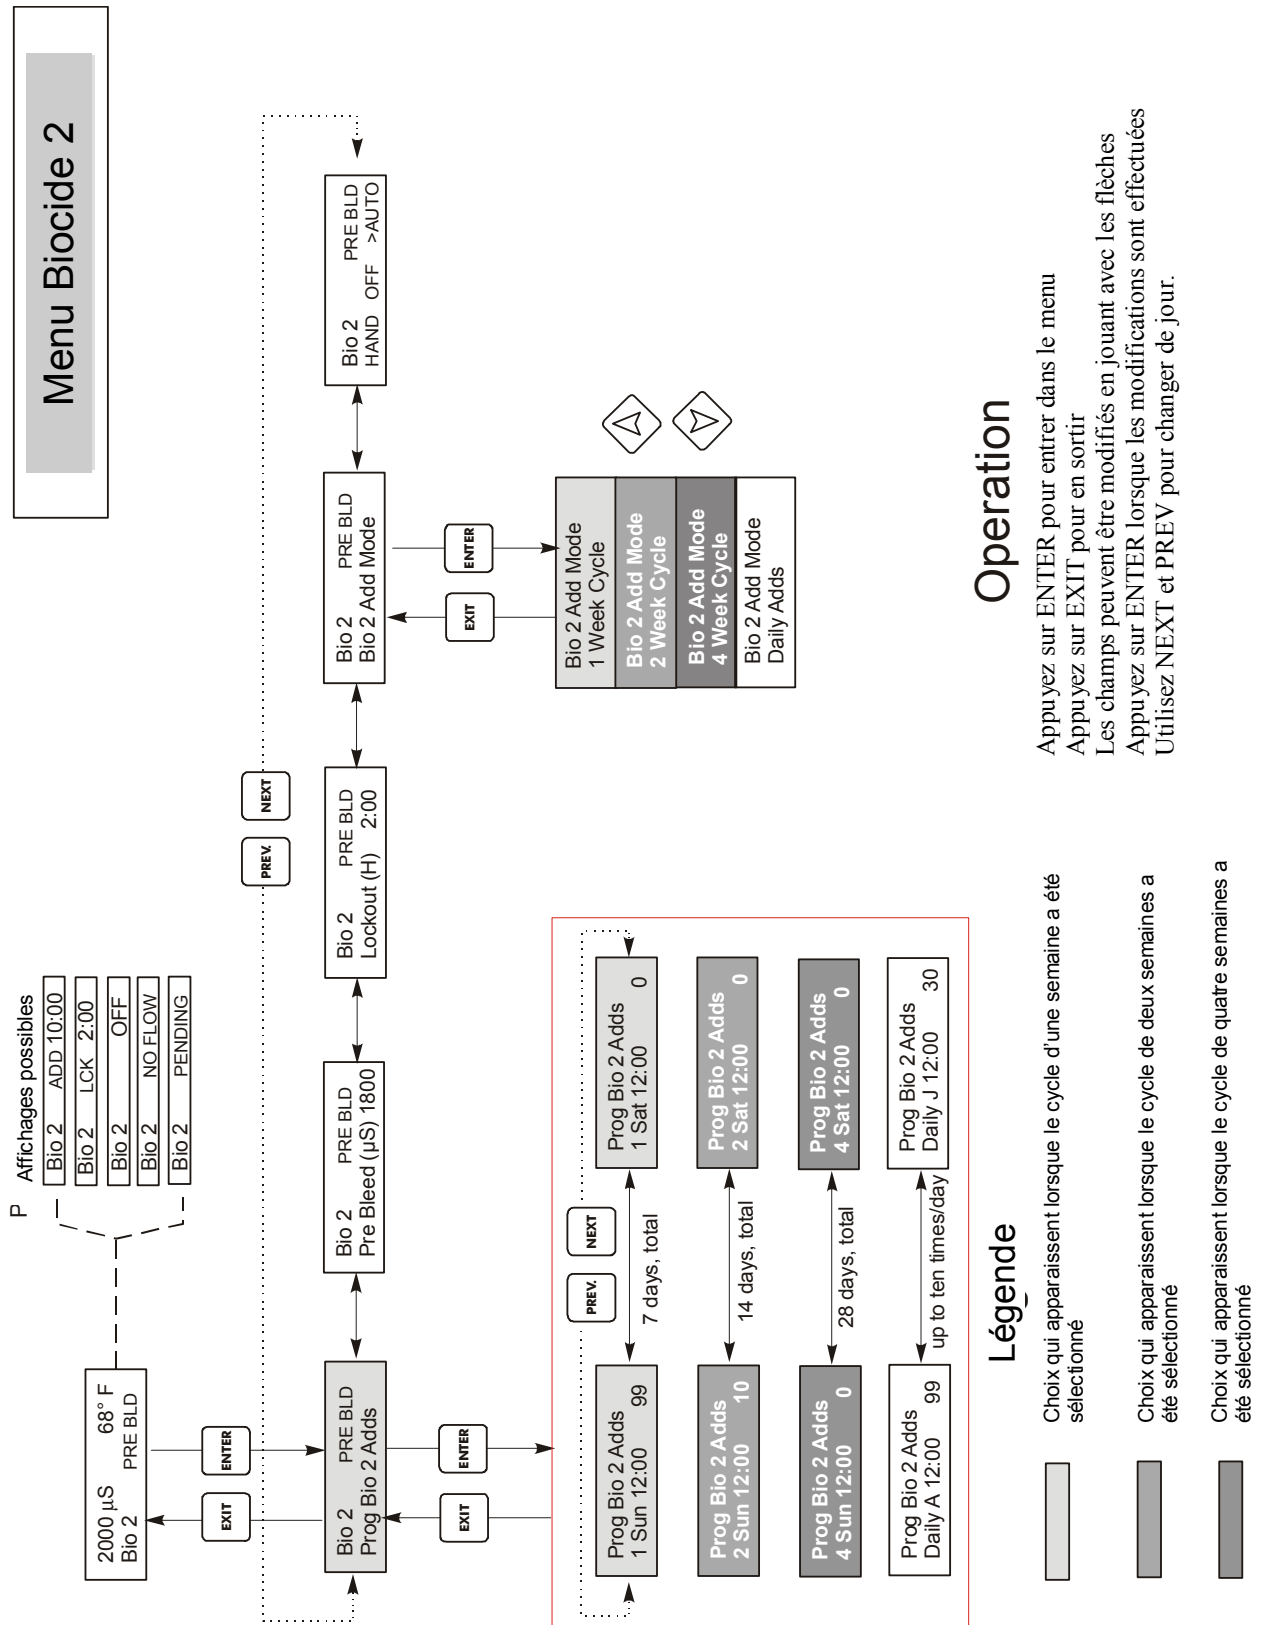 Menu Biocide 2
P
Affichages possibles
Bio 2 ADD 10:00
Bio 2 LCK 2:00
Bio 2 OFF
Bio 2 NO FLOW
Bio 2 PENDING
2000 µS 68° F
Bio 2 PRE BLD
EXIT
ENTER
PREV.
NEXT
Bio 2 PRE BLD
Prog Bio 2 Adds
Bio 2 PRE BLD
Pre Bleed (µS) 1800
Bio 2 PRE BLD
Lockout (H) 2:00
Bio 2 PRE BLD
Bio 2 Add Mode
Bio 2 PRE BLD
HAND OFF >AUTO
EXIT
ENTER
EXIT
ENTER
Bio 2 Add Mode
1 Week Cycle
Bio 2 Add Mode
2 Week Cycle
Bio 2 Add Mode
4 Week Cycle
Bio 2 Add Mode
Daily Adds
PREV.
NEXT
Prog Bio 2 Adds
1 Sun 12:00 99
7 days, total
Prog Bio 2 Adds
1 Sat 12:00 0
Prog Bio 2 Adds
2 Sun 12:00 10
14 days, total
Prog Bio 2 Adds
2 Sat 12:00 0
Prog Bio 2 Adds
4 Sun 12:00 0
28 days, total
Prog Bio 2 Adds
4 Sat 12:00 0
Prog Bio 2 Adds
Daily A 12:00 99
up to ten times/day
Prog Bio 2 Adds
Daily J 12:00 30
Légende
Choix qui apparaissent lorsque le cycle d'une semaine a été
sélectionné
Choix qui apparaissent lorsque le cycle de deux semaines a
été sélectionné
Choix qui apparaissent lorsque le cycle de quatre semaines a
été sélectionné
Operation
Appuyez sur ENTER pour entrer dans le menu
Appuyez sur EXIT pour en sortir
Les champs peuvent être modifiés en jouant avec les flèches
Appuyez sur ENTER lorsque les modifications sont effectuées
Utilisez NEXT et PREV pour changer de jour.